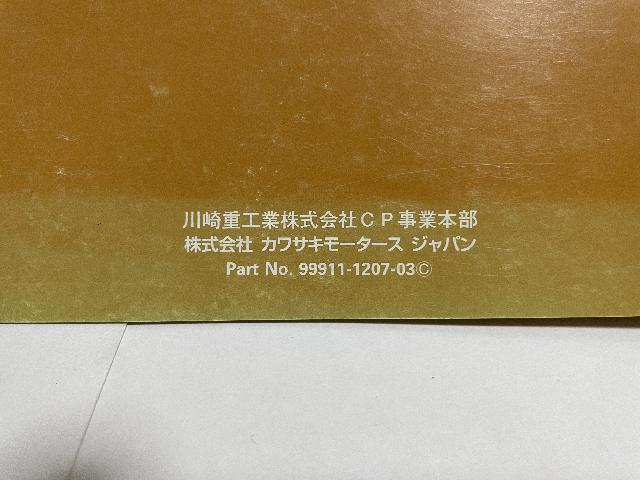 川崎重工業株式会社ＣＰ事業本部
株式会社 カワサキモータース ジャパン
Part No. 99911-1207-03©